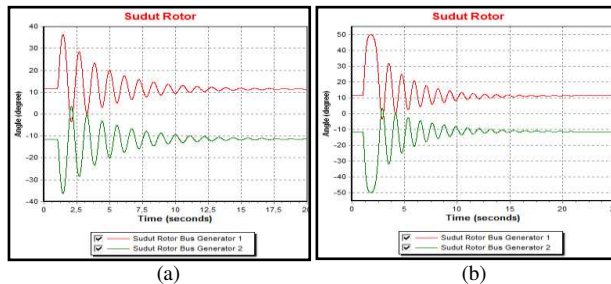 Sudut Rotor
Angle (degree)
40
30
20
10
0
-10
-20
-30
-40
0
2,5
5
7,5
10
12,5
15
17,5
20
Time (seconds)
Sudut Rotor Bus Generator 1
Sudut Rotor Bus Generator 2
(a)
Sudut Rotor
Angle (degree)
50
40
30
20
10
0
-10
-20
-30
-40
-50
0
5
10
15
20
Time (seconds)
Sudut Rotor Bus Generator 1
Sudut Rotor Bus Generator 2
(b)